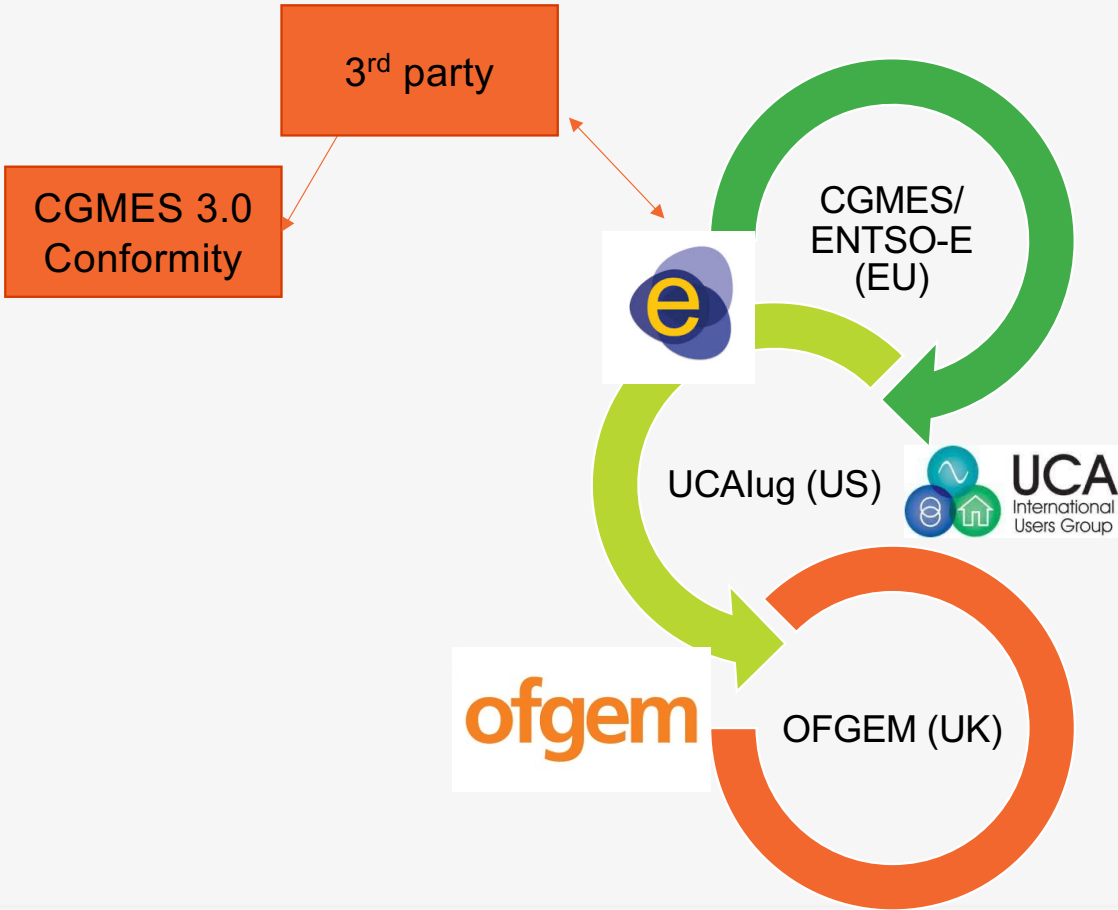 3rd party
CGMES 3.0
Conformity
CGMES/
ENTSO-E
(EU)
e
UCAIug (US)
UCA
International
Users Group
ofgem
OFGEM (UK)